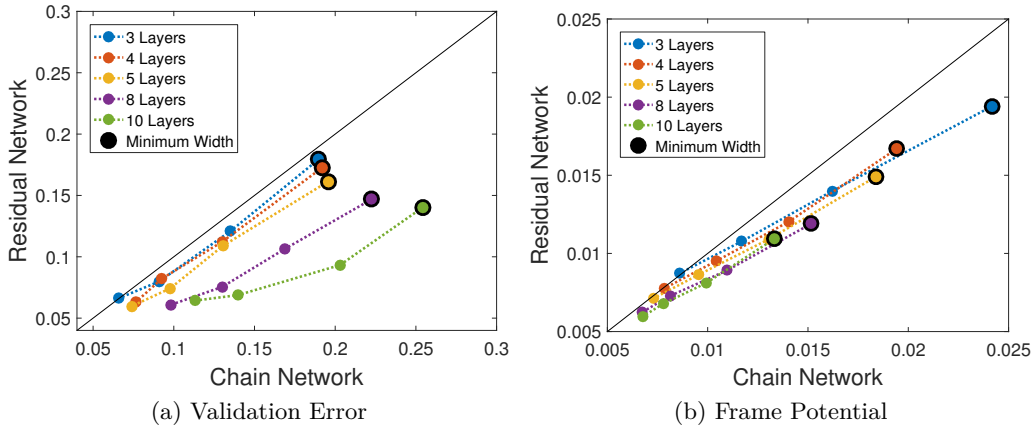 0.3
0.25
0.2
0.15
0.1
0.05
Residual Network
3 Layers
4 Layers
5 Layers
8 Layers
10 Layers
Minimum Width
0.05 0.1 0.15 0.2 0.25 0.3
Chain Network
(a) Validation Error
0.025
0.02
0.015
0.01
0.005
Residual Network
3 Layers
4 Layers
5 Layers
8 Layers
10 Layers
Minimum Width
0.005 0.01 0.015 0.02 0.025
Chain Network
(b) Frame Potential